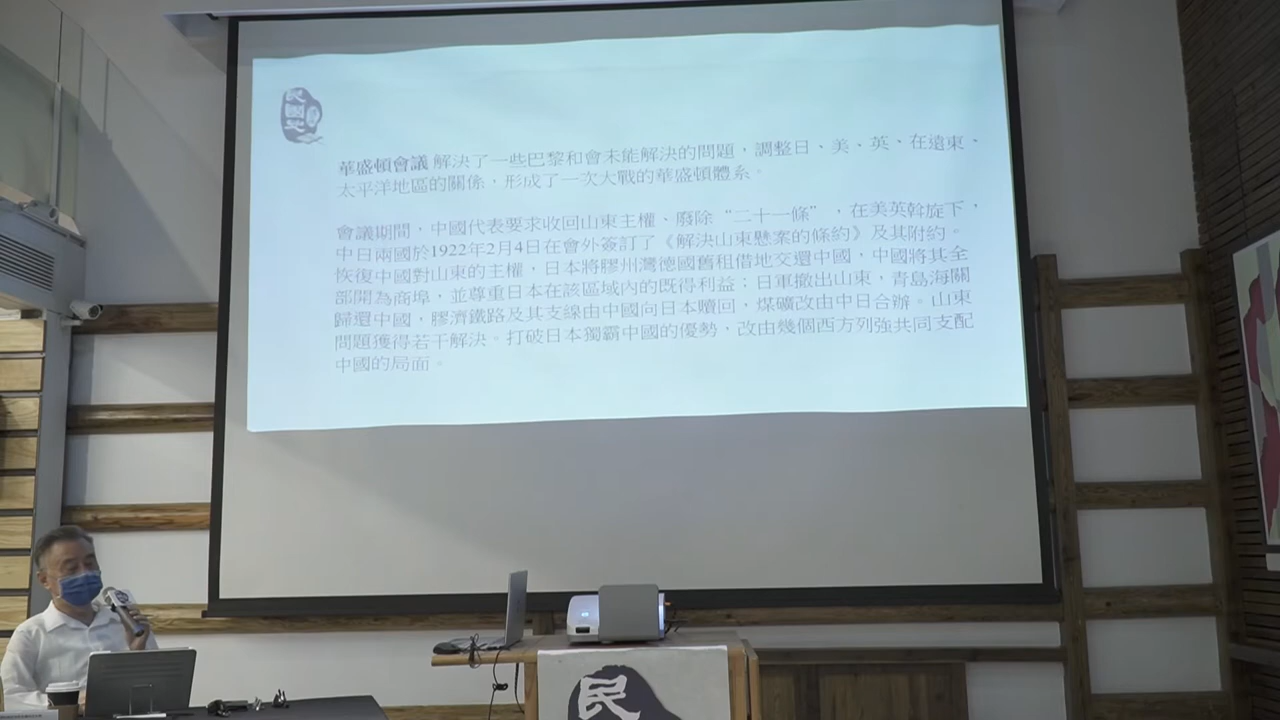 民國
華盛頓會議 解決了一些巴黎和會未能解決的問題，調整日、美、英、在遠東、
太平洋地區的關係，形成了一次大戰的華盛頓體系。
會議期間，中國代表要求收回山東主權、廢除“二十一條”，在美英斡旋下，
中日兩國於1922年2月4日在會外簽訂了《解決山東懸案的條約》及其附約。
恢復中國對山東的主權，日本將膠州灣德國舊租借地交還中國，中國將其全
部開為商埠，並尊重日本在該區域內的既得利益；日軍撤出山東，青島海關
歸還中國，膠濟鐵路及其支線由中國向日本贖回，煤礦改由中日合辦。山東
問題獲得若干解決。打破日本獨霸中國的優勢，改由幾個西方列強共同支配
中國的局面。
民